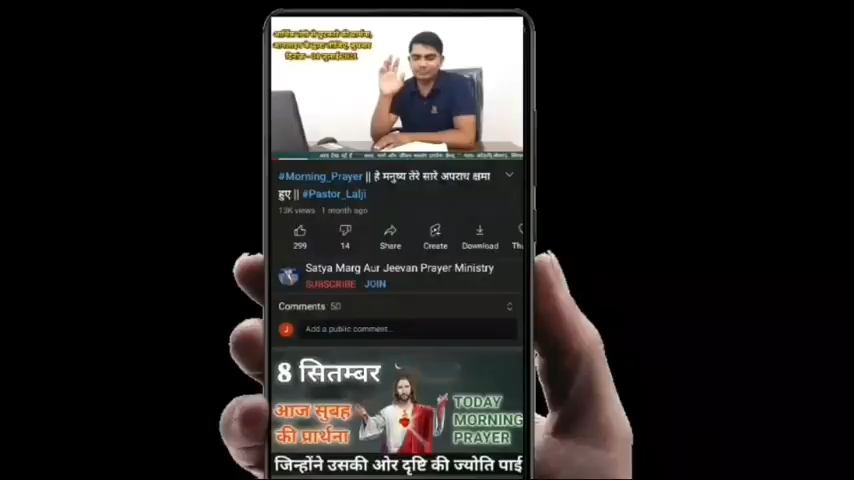 दिनांक – 04 जुलाई 2021
#Morning_Prayer || हे मनुष्य तेरे सारे अपराध क्षमा
हुए || #Pastor_Lalji
13K views 1 month ago
299 14 Share Create Download
Satya Marg Aur Jeevan Prayer Ministry
SUBSCRIBE JOIN
Comments 50
J Add a public comment...
8 सितम्बर
आज सुबह
की प्रार्थना
TODAY
MORNING
PRAYER
जिन्होंने उसकी ओर दृष्टि की ज्योति पाई